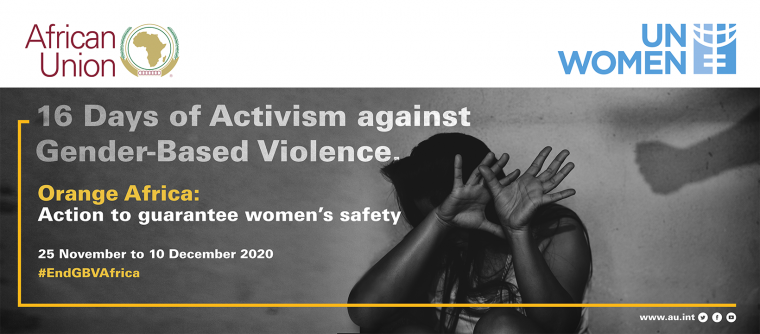 African
Union
UN
WOMEN
16 Days of Activism against
Gender-Based Violence.
Orange Africa:
Action to guarantee women's safety
25 November to 10 December 2020
#EndGBVAfrica
www.au.int